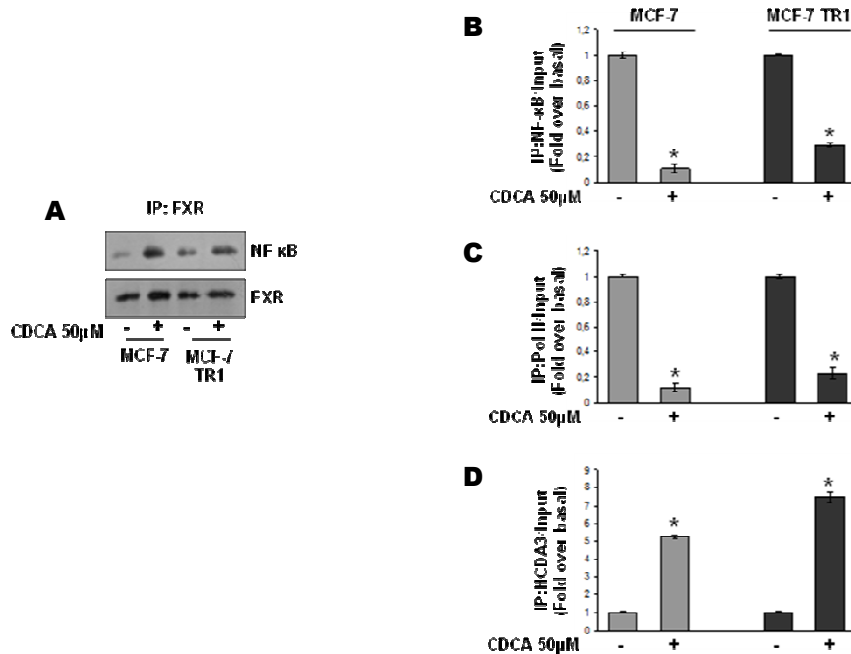 A
IP: FXR
NF κB
FXR
CDCA 50µM - + - +
MCF-7 MCF-7
TR1
B
MCF-7 MCF-7 TR1
IP:NF-κB/Input
(Fold over basal)
1,2
1
0,8
0,6
0,4
0,2
0
* *
CDCA 50µM - + - +
C
IP:Pol II/Input
(Fold over basal)
1,2
1
0,8
0,6
0,4
0,2
0
* *
CDCA 50µM - + - +
D
IP:HCDA3/Input
(Fold over basal)
9
8
7
6
5
4
3
2
1
0
* *
CDCA 50µM - + - +